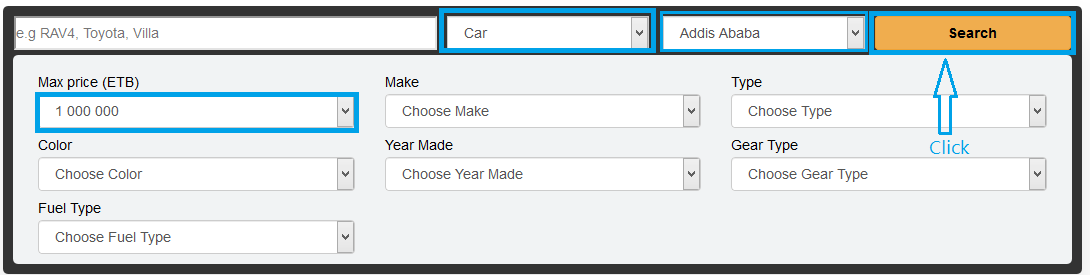 e.g RAV4, Toyota, Villa Car Addis Ababa Search
Max price (ETB) Make Type
1 000 000 Choose Make Choose Type
Click
Color Year Made Gear Type
Choose Color Choose Year Made Choose Gear Type
Fuel Type
Choose Fuel Type